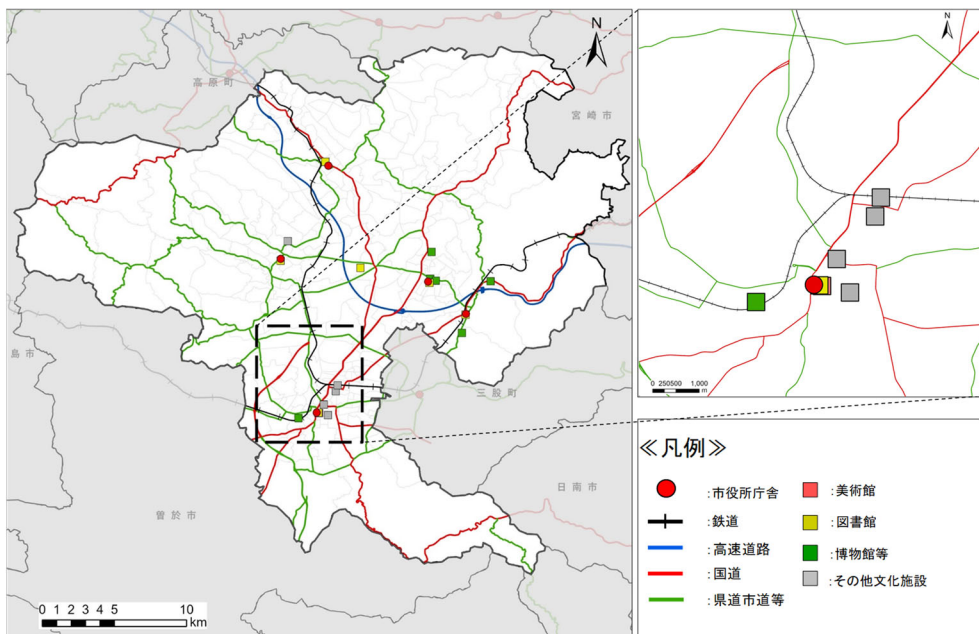 N
高原町
宮崎市
島市
三股町
曽於市
日南市
0 1 2 3 4 5 10
km
N
0 250500 1,000
m
≪凡例≫
:市役所庁舎
:鉄道
:高速道路
:国道
:県道市道等
:美術館
:図書館
:博物館等
:その他文化施設